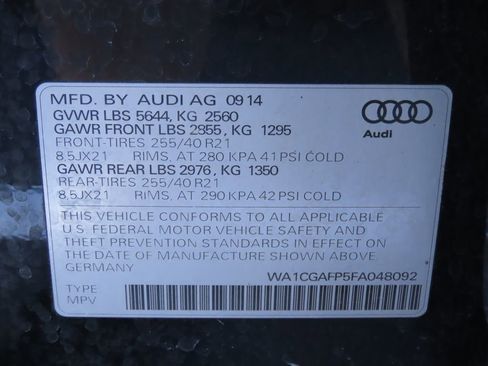 MFD. BY AUDI AG 09 14
GVWR LBS 5644, KG 2560
GAWR FRONT LBS 2855, KG 1295
FRONT-TIRES 255/40 R21
8.5JX21 RIMS, AT 280 KPA 41 PSI COLD
GAWR REAR LBS 2976, KG 1350
REAR-TIRES 255/40 R21
8.5JX21 RIMS, AT 290 KPA 42 PSI COLD
Audi
THIS VEHICLE CONFORMS TO ALL APPLICABLE
U.S. FEDERAL MOTOR VEHICLE SAFETY AND
THEFT PREVENTION STANDARDS IN EFFECT ON
THE DATE OF MANUFACTURE SHOWN ABOVE.
GERMANY
WA1CGAFP5FA048092
TYPE
MPV